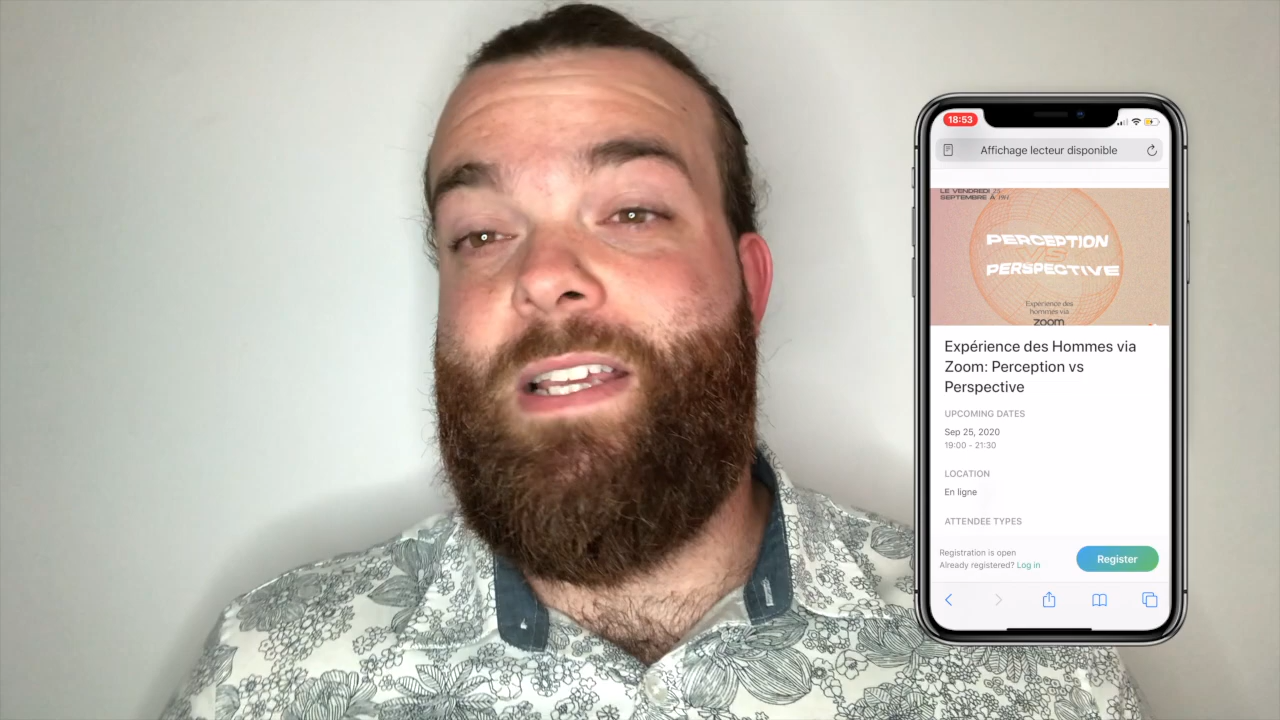 18:53
Affichage lecteur disponible
LE VENDREDI
SEPTEMBRE À 19H
PERCEPTION
VS
PERSPECTIVE
Expérience des
hommes via
zoom
Expérience des Hommes via
Zoom: Perception vs
Perspective
UPCOMING DATES
Sep 25, 2020
19:00 - 21:30
LOCATION
En ligne
ATTENDEE TYPES
Registration is open
Already registered? Log in
Register